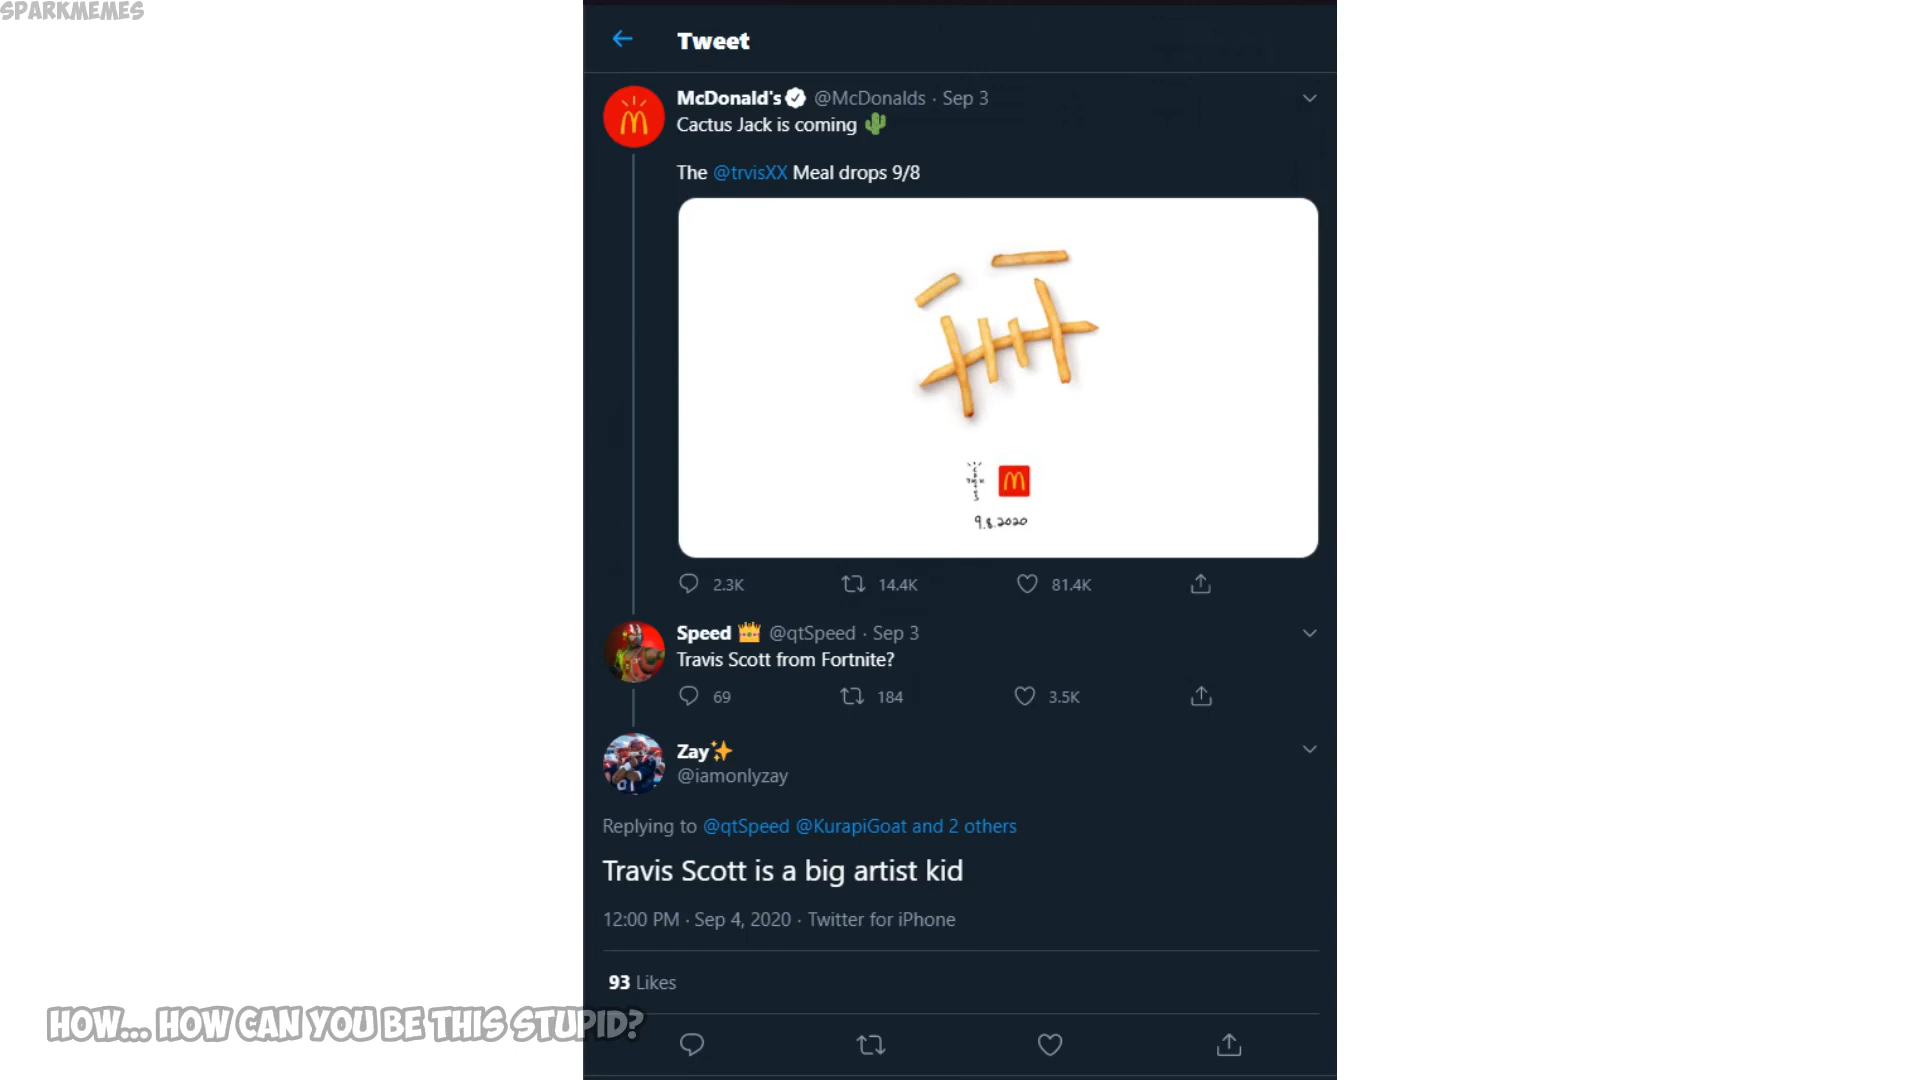 SPARKMEMES
Tweet
McDonald's @McDonalds · Sep 3
Cactus Jack is coming 🌵
The @trvisXX Meal drops 9/8
9.8.2020
2.3K 14.4K 81.4K
Speed 👑 @qtSpeed · Sep 3
Travis Scott from Fortnite?
69 184 3.5K
Zay✨
@iamonlyzay
Replying to @qtSpeed @KurapiGoat and 2 others
Travis Scott is a big artist kid
12:00 PM · Sep 4, 2020 · Twitter for iPhone
93 Likes
HOW... HOW CAN YOU BE THIS STUPID?